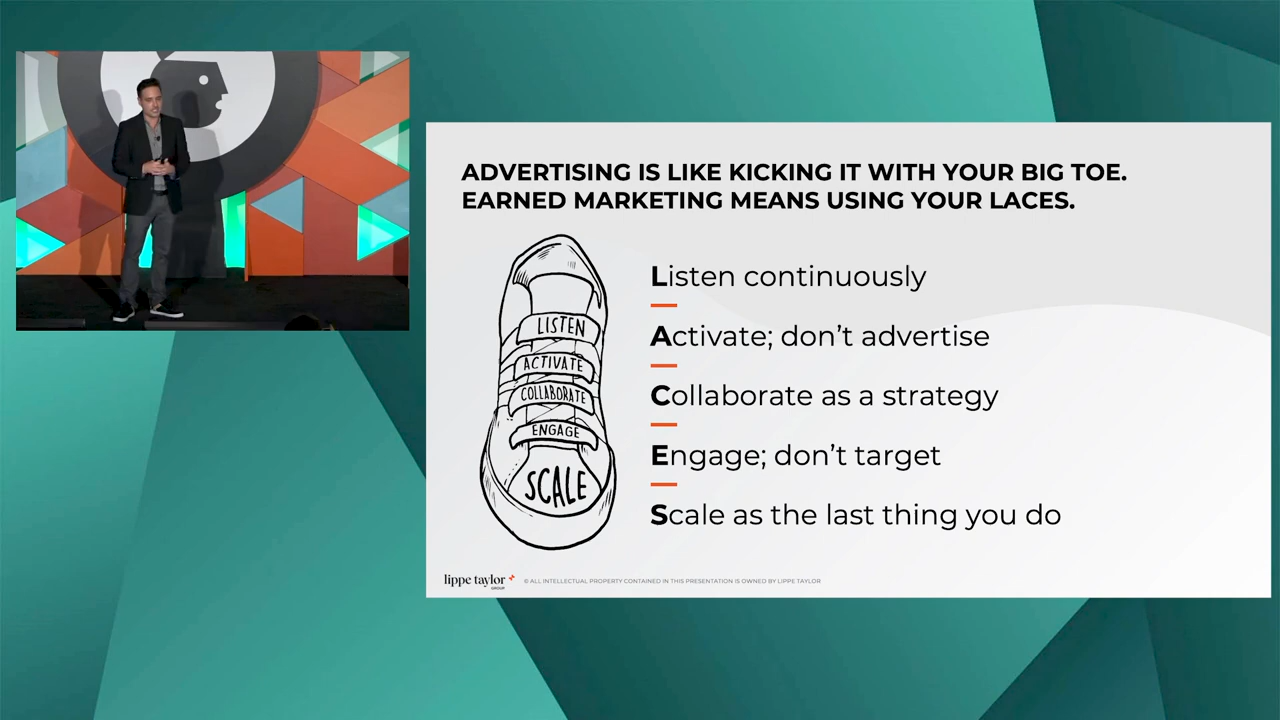 ADVERTISING IS LIKE KICKING IT WITH YOUR BIG TOE.
EARNED MARKETING MEANS USING YOUR LACES.
LISTEN
ACTIVATE
COLLABORATE
ENGAGE
SCALE
Listen continuously
Activate; don’t advertise
Collaborate as a strategy
Engage; don’t target
Scale as the last thing you do
lippe taylor
GROUP
© ALL INTELLECTUAL PROPERTY CONTAINED IN THIS PRESENTATION IS OWNED BY LIPPE TAYLOR